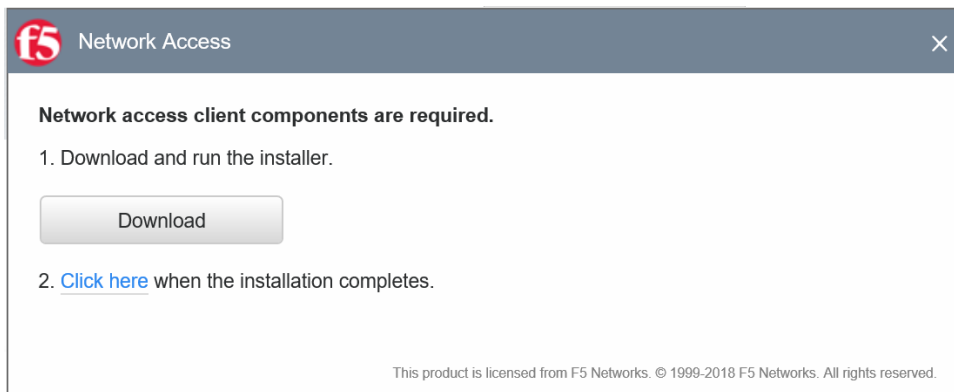 f5 Network Access
Network access client components are required.
1. Download and run the installer.
Download
2. Click here when the installation completes.
This product is licensed from F5 Networks. © 1999-2018 F5 Networks. All rights reserved.